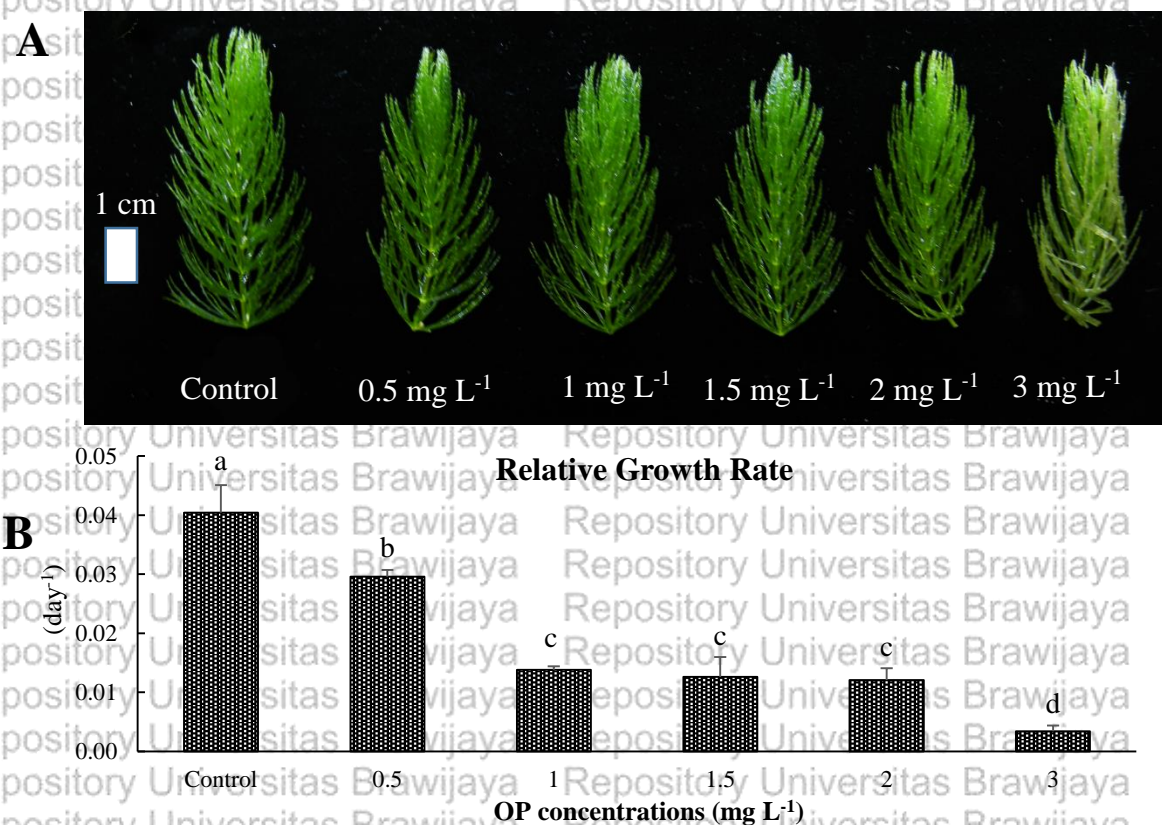 A
1 cm
Control 0.5 mg L⁻¹ 1 mg L⁻¹ 1.5 mg L⁻¹ 2 mg L⁻¹ 3 mg L⁻¹
B
Relative Growth Rate
(day⁻¹)
0.05
0.04
0.03
0.02
0.01
0.00
a
b
c
c
c
d
Control 0.5 1 1.5 2 3
OP concentrations (mg L⁻¹)
Repository Universitas Brawijaya